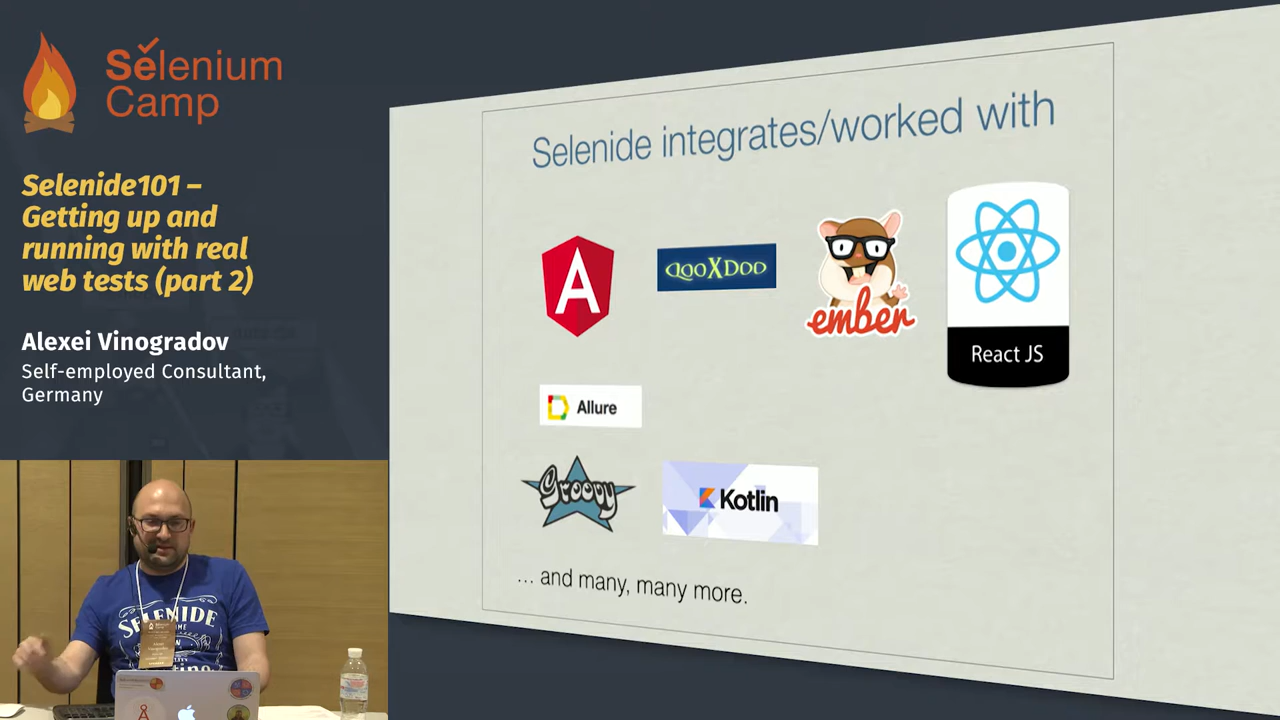 Selenium
Camp
Selenide101 –
Getting up and
running with real
web tests (part 2)
Alexei Vinogradov
Self-employed Consultant,
Germany
Selenide integrates/worked with
A
QOOXDOO
ember
React JS
Allure
Groovy
Kotlin
... and many, many more.
SELENIDE